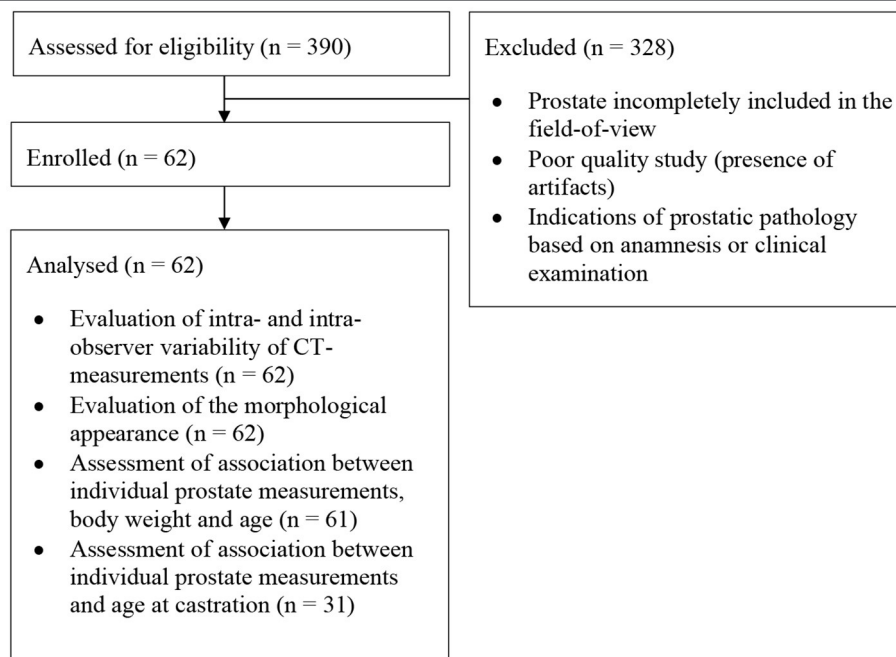 Assessed for eligibility (n = 390)
Excluded (n = 328)
• Prostate incompletely included in the
field-of-view
• Poor quality study (presence of
artifacts)
• Indications of prostatic pathology
based on anamnesis or clinical
examination
Enrolled (n = 62)
Analysed (n = 62)
• Evaluation of intra- and intra-
observer variability of CT-
measurements (n = 62)
• Evaluation of the morphological
appearance (n = 62)
• Assessment of association between
individual prostate measurements,
body weight and age (n = 61)
• Assessment of association between
individual prostate measurements
and age at castration (n = 31)